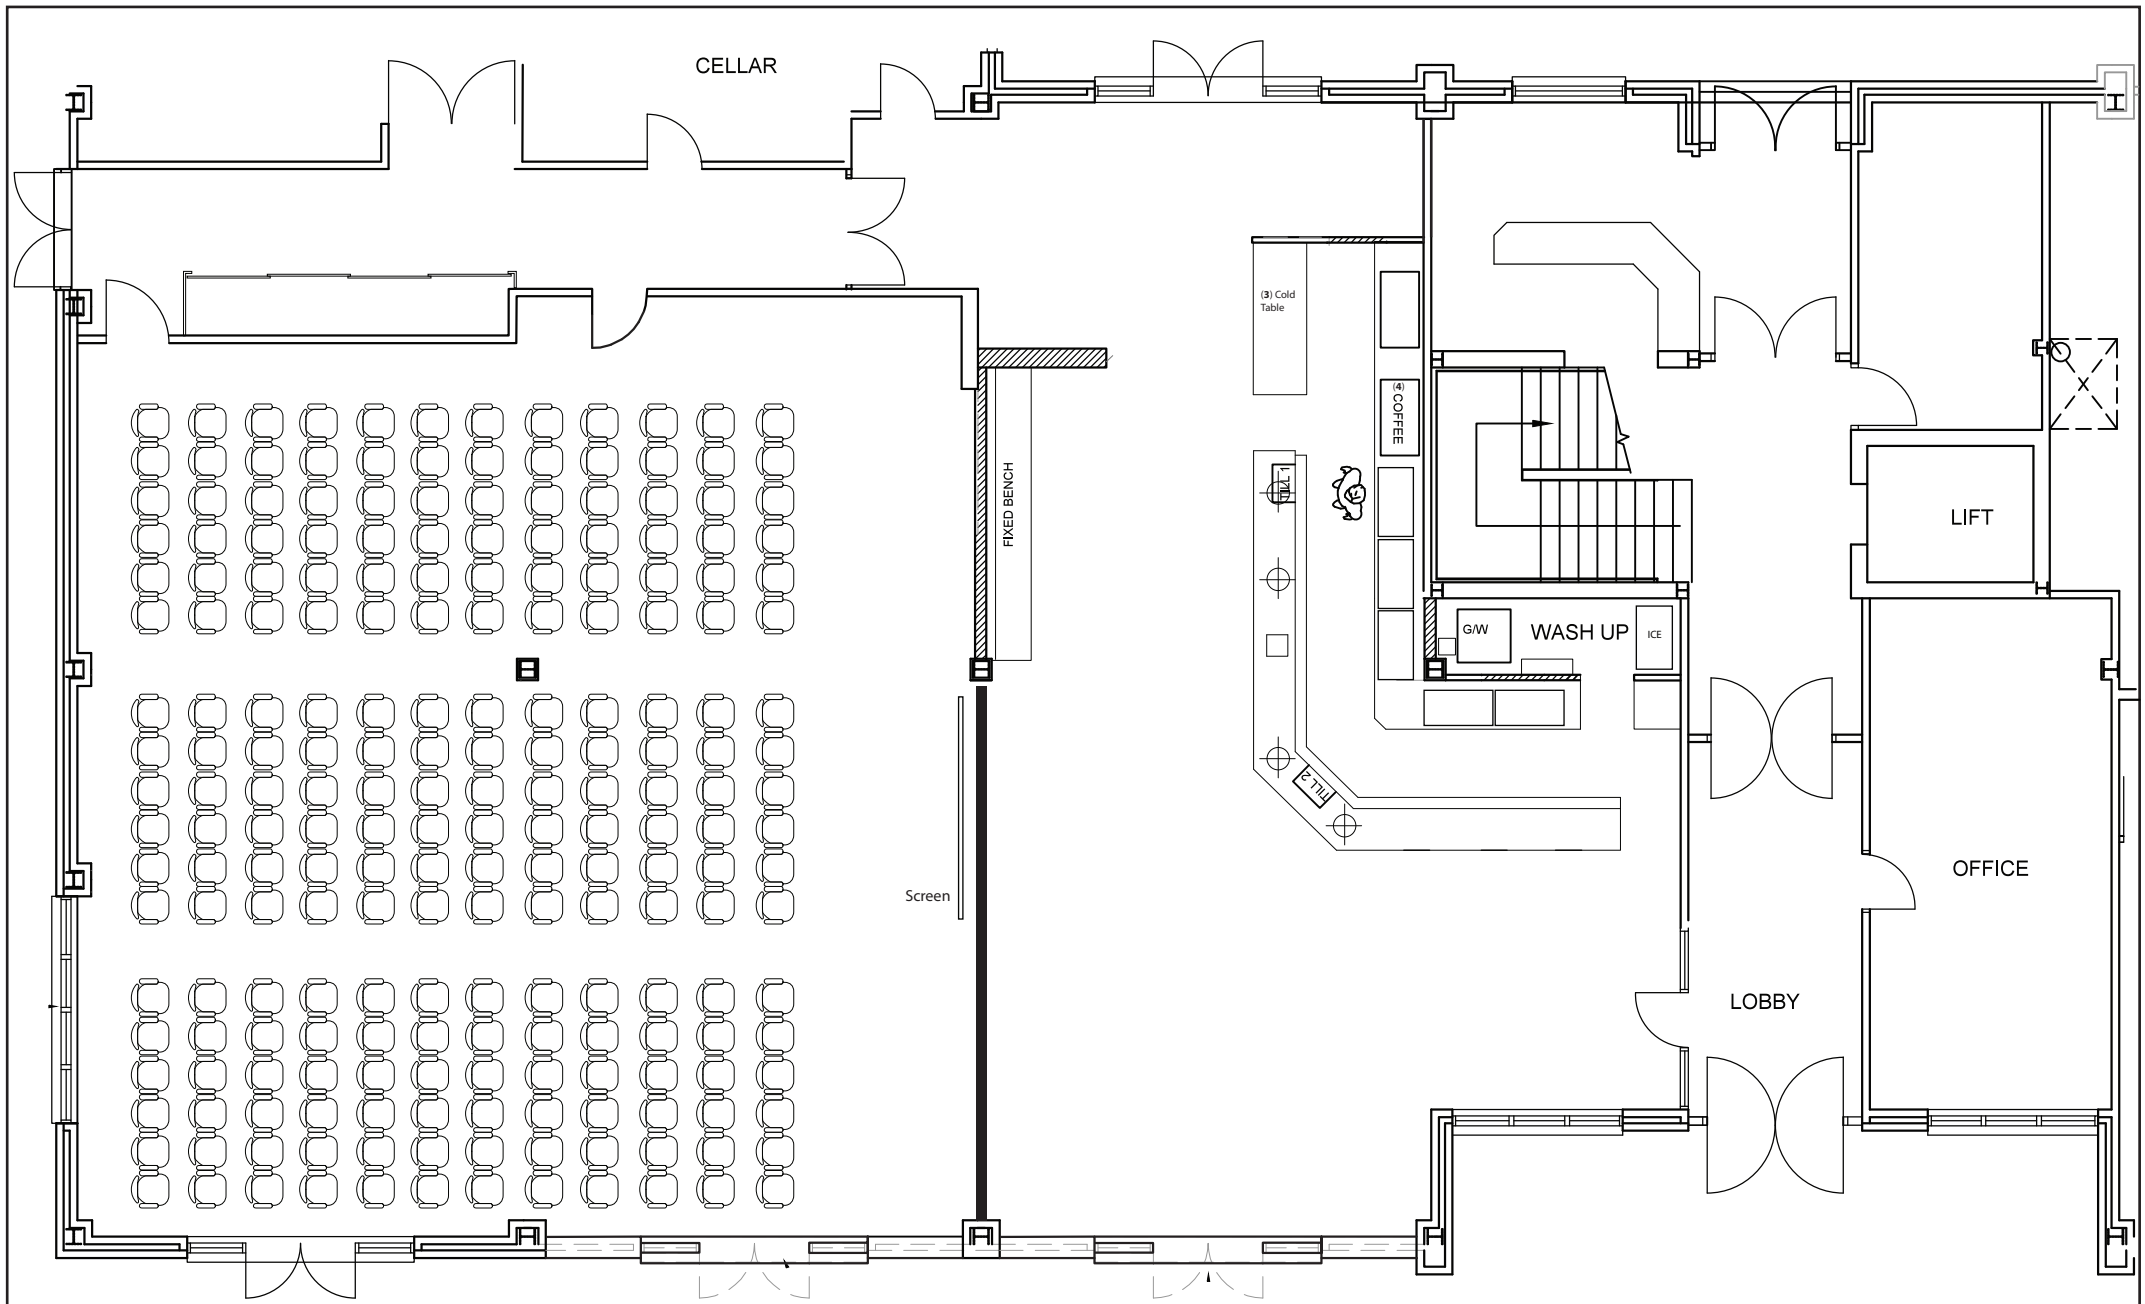 CELLAR
(3) Cold
Table
(4)
COFFEE
FIXED BENCH
TILL 1
LIFT
G/W
WASH UP
ICE
TILL 2
OFFICE
Screen
LOBBY